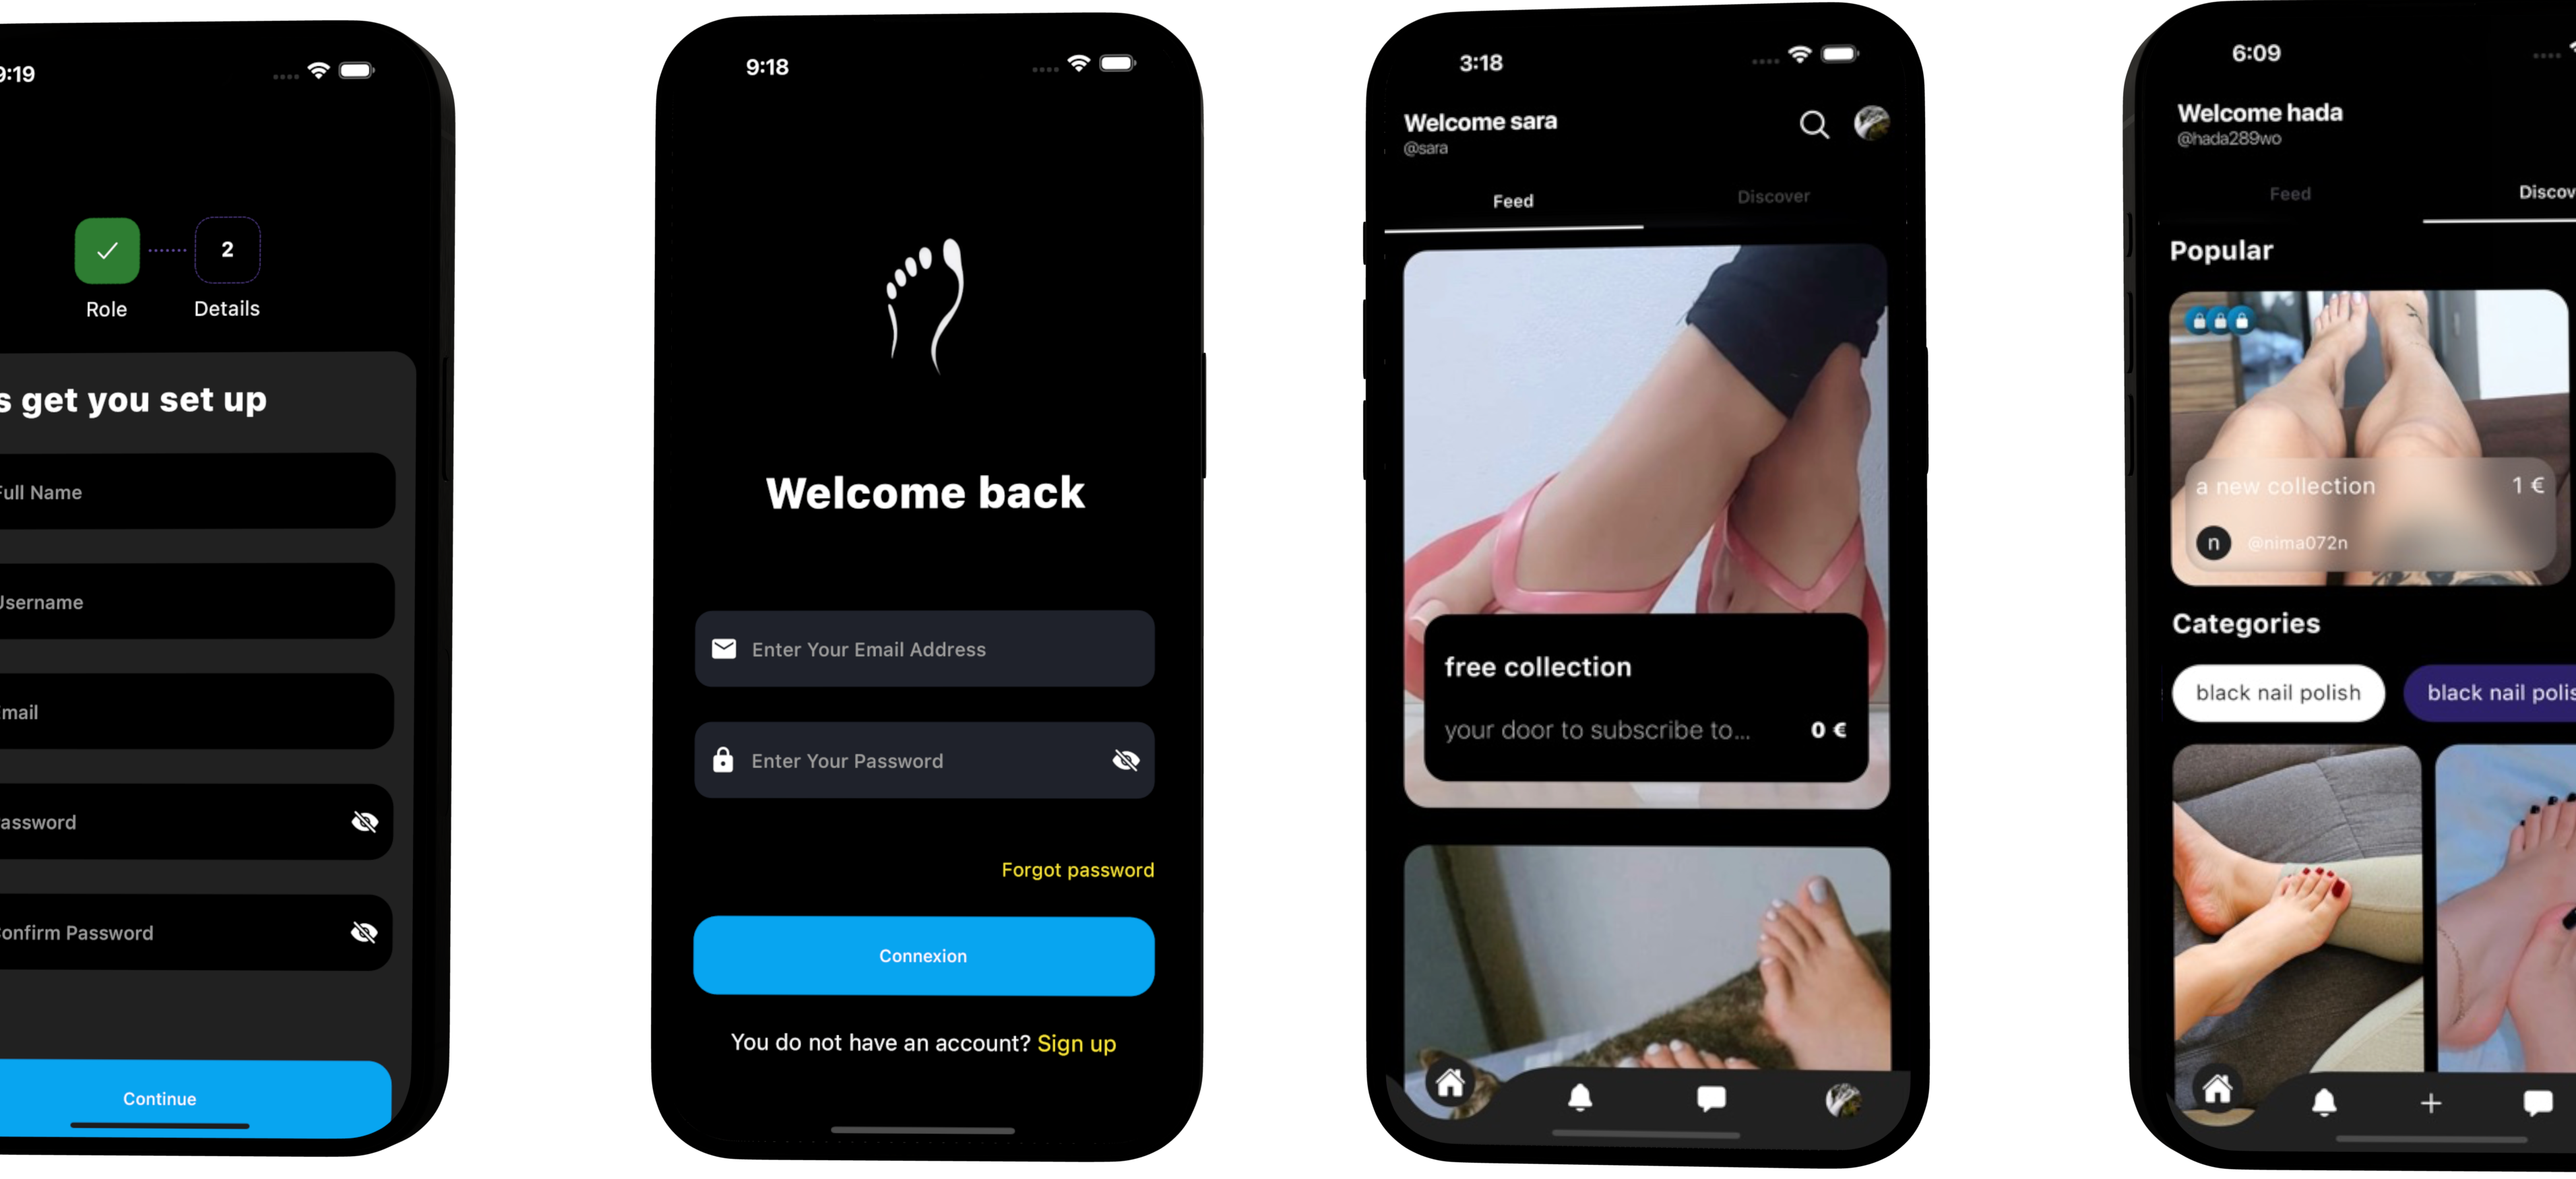 9:19
Role
Details
s get you set up
Full Name
Username
Email
assword
onfirm Password
Continue
9:18
Welcome back
Enter Your Email Address
Enter Your Password
Forgot password
Connexion
You do not have an account? Sign up
3:18
Welcome sara
@sara
Feed Discover
free collection
your door to subscribe to... 0 €
6:09
Welcome hada
@hada289wo
Feed Discov
Popular
a new collection 1 €
n @nima072n
Categories
black nail polish black nail polis